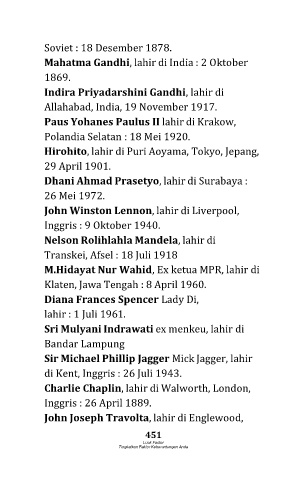 Soviet : 18 Desember 1878.
Mahatma Gandhi, lahir di India : 2 Oktober
1869.
Indira Priyadarshini Gandhi, lahir di
Allahabad, India, 19 November 1917.
Paus Yohanes Paulus II lahir di Krakow,
Polandia Selatan : 18 Mei 1920.
Hirohito, lahir di Puri Aoyama, Tokyo, Jepang,
29 April 1901.
Dhani Ahmad Prasetyo, lahir di Surabaya :
26 Mei 1972.
John Winston Lennon, lahir di Liverpool,
Inggris : 9 Oktober 1940.
Nelson Rolihlahla Mandela, lahir di
Transkei, Afsel : 18 Juli 1918
M.Hidayat Nur Wahid, Ex ketua MPR, lahir di
Klaten, Jawa Tengah : 8 April 1960.
Diana Frances Spencer Lady Di,
lahir : 1 Juli 1961.
Sri Mulyani Indrawati ex menkeu, lahir di
Bandar Lampung
Sir Michael Phillip Jagger Mick Jagger, lahir
di Kent, Inggris : 26 Juli 1943.
Charlie Chaplin, lahir di Walworth, London,
Inggris : 26 April 1889.
John Joseph Travolta, lahir di Englewood,
451